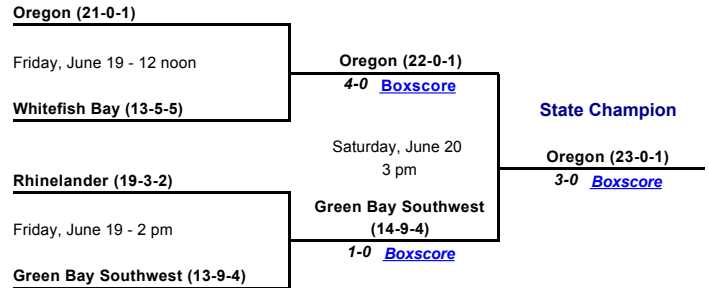 Oregon (21-0-1)
Friday, June 19 - 12 noon
Whitefish Bay (13-5-5)
Rhinelander (19-3-2)
Friday, June 19 - 2 pm
Green Bay Southwest (13-9-4)
Oregon (22-0-1)
4-0 Boxscore
Saturday, June 20
3 pm
Green Bay Southwest
(14-9-4)
1-0 Boxscore
State Champion
Oregon (23-0-1)
3-0 Boxscore